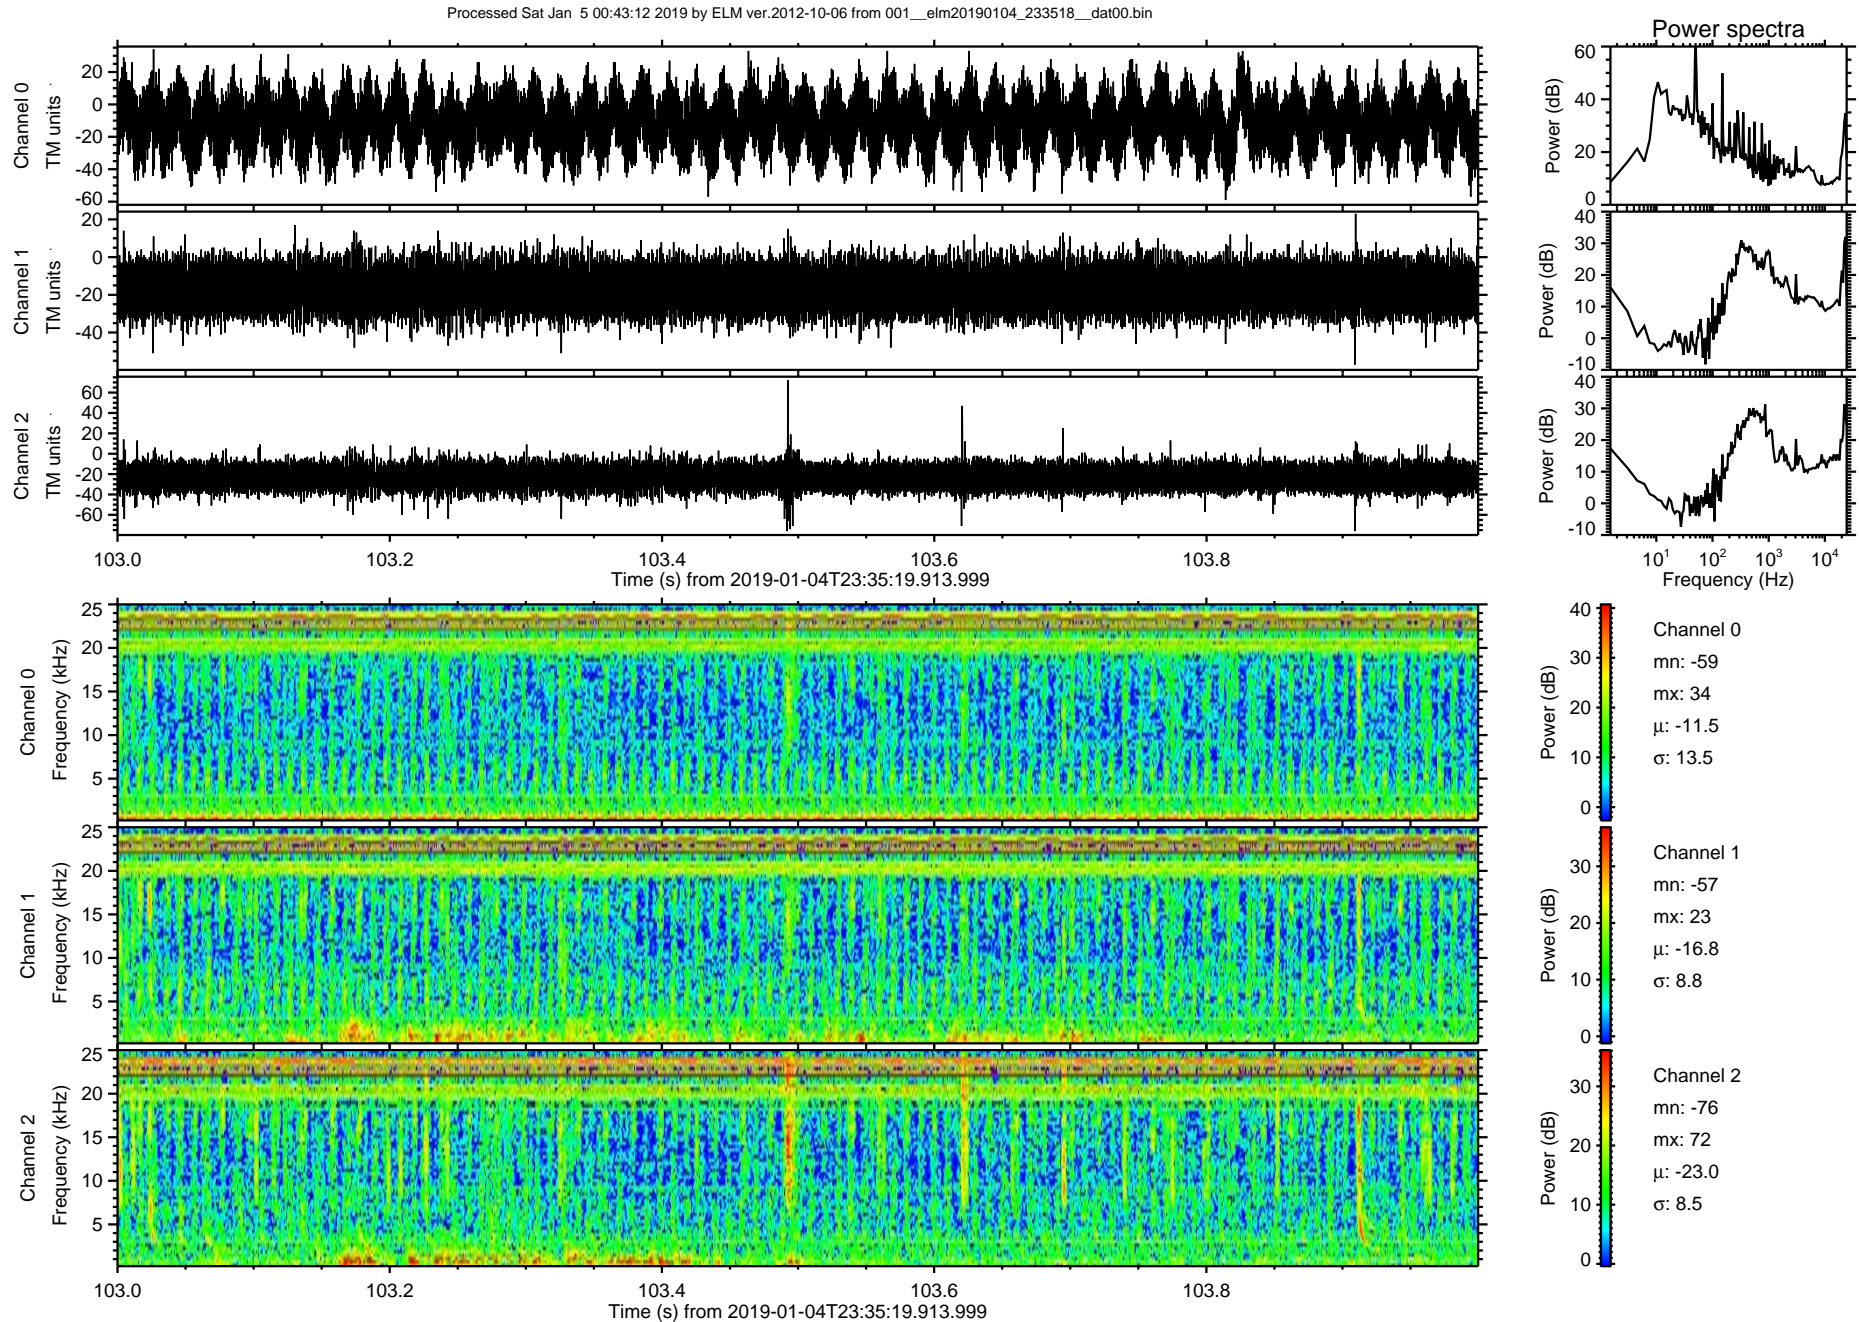 Processed Sat Jan  5 00:43:12 2019 by ELM ver.2012-10-06 from 001__elm20190104_233518__dat00.bin
Power spectra
Channel 0
TM units
20
0
-20
-40
-60
Power (dB)
60
40
20
0
Channel 1
TM units
20
0
-20
-40
Power (dB)
40
30
20
10
0
-10
Channel 2
TM units
60
40
20
0
-20
-40
-60
Power (dB)
40
30
20
10
0
-10
103.0 103.2 103.4 103.6 103.8
Time (s) from 2019-01-04T23:35:19.913.999
10^1 10^2 10^3 10^4
Frequency (Hz)
Channel 0
Frequency (kHz)
25
20
15
10
5
Power (dB)
40
30
20
10
0
Channel 0
mn: -59
mx: 34
μ: -11.5
σ: 13.5
Channel 1
Frequency (kHz)
25
20
15
10
5
Power (dB)
30
20
10
0
Channel 1
mn: -57
mx: 23
μ: -16.8
σ: 8.8
Channel 2
Frequency (kHz)
25
20
15
10
5
Power (dB)
30
20
10
0
Channel 2
mn: -76
mx: 72
μ: -23.0
σ: 8.5
103.0 103.2 103.4 103.6 103.8
Time (s) from 2019-01-04T23:35:19.913.999